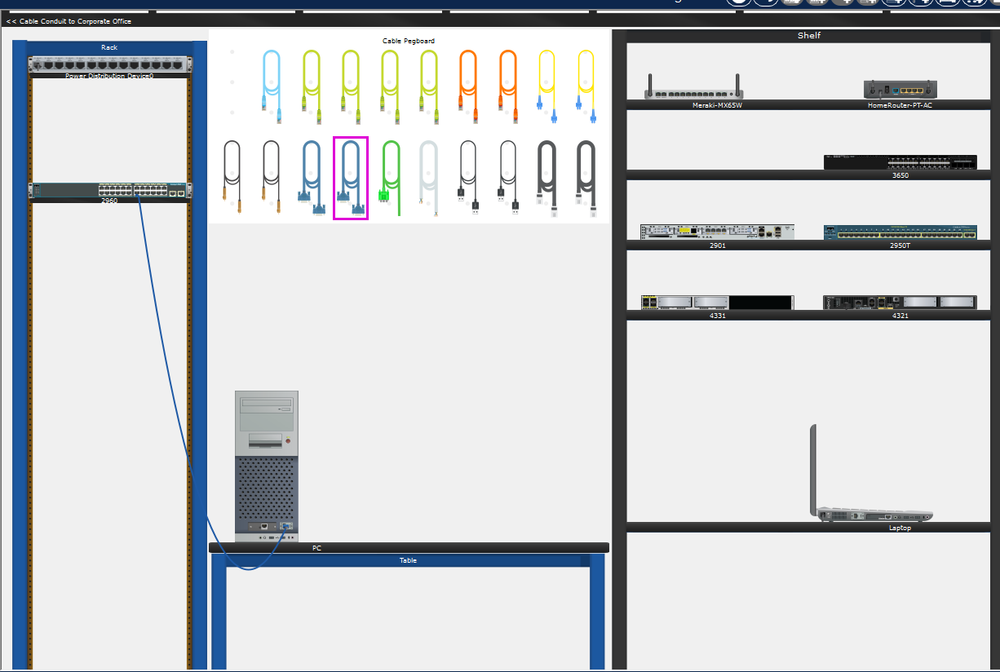 << Cable Conduit to Corporate Office
Rack
Power Distribution Device0
2960
Cable Pegboard
PC
Table
Shelf
Meraki-MX65W
HomeRouter-PT-AC
3650
2901
2950T
4331
4321
Laptop